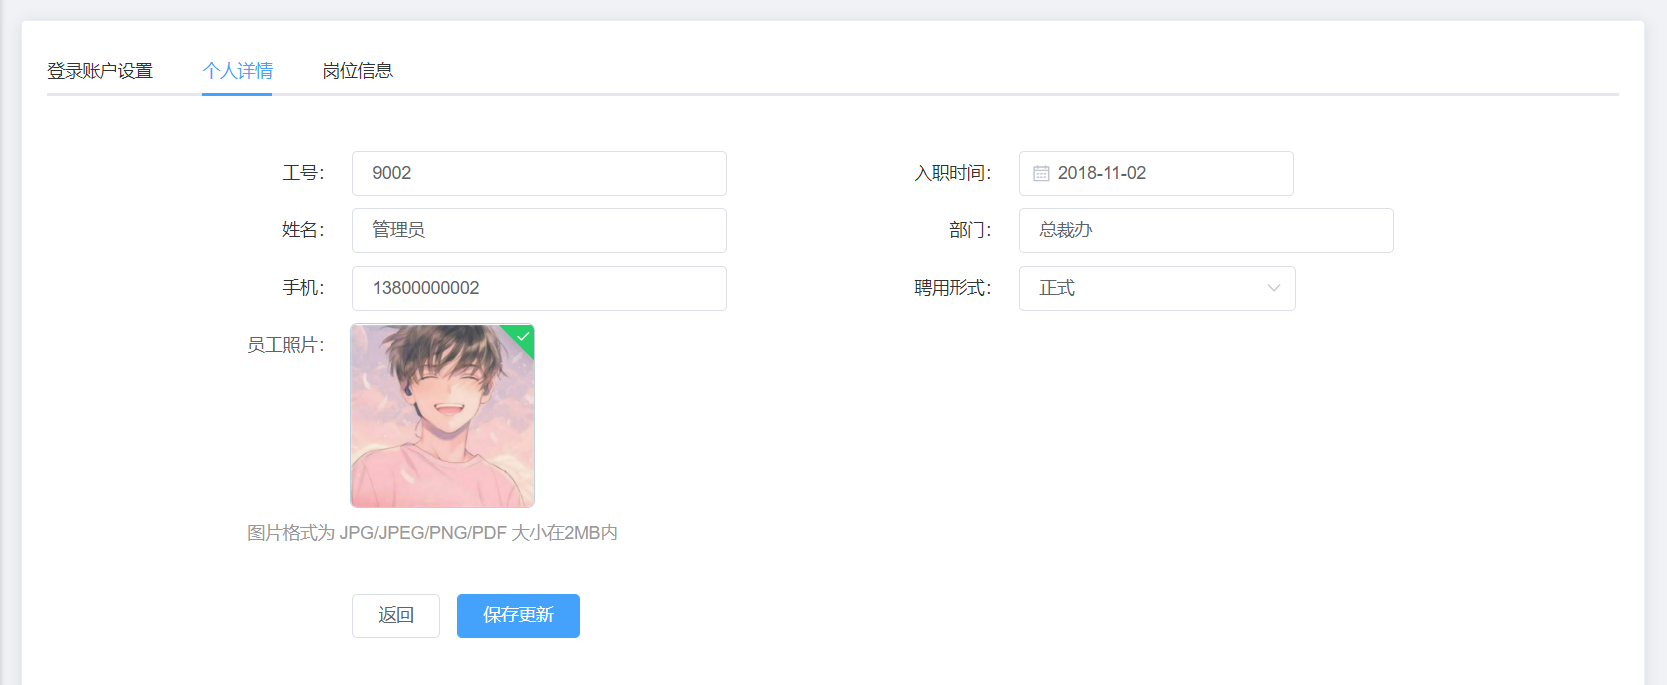 登录账户设置 个人详情 岗位信息
工号： 9002 入职时间： 2018-11-02
姓名： 管理员 部门： 总裁办
手机： 13800000002 聘用形式： 正式
员工照片：
图片格式为 JPG/JPEG/PNG/PDF 大小在2MB内
返回 保存更新